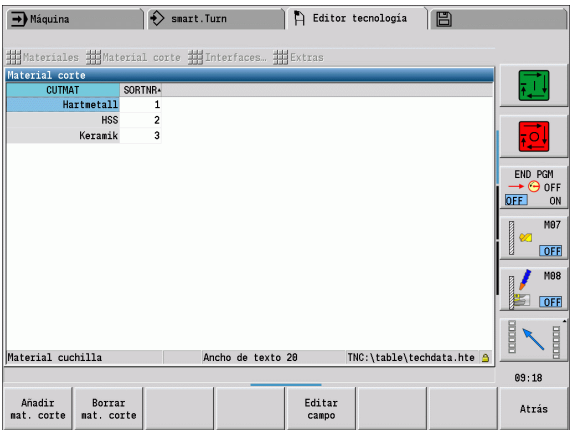 Máquina
smart.Turn
Editor tecnología
Materiales Material corte Interfaces… Extras
Material corte
CUTMAT SORTNR
Hartmetall 1
HSS 2
Keramik 3
END PGM
OFF
OFF ON
M07
OFF
M08
OFF
Material cuchilla Ancho de texto 20 TNC:\table\techdata.hte
09:18
Añadir
mat. corte
Borrar
mat. corte
Editar
campo
Atrás